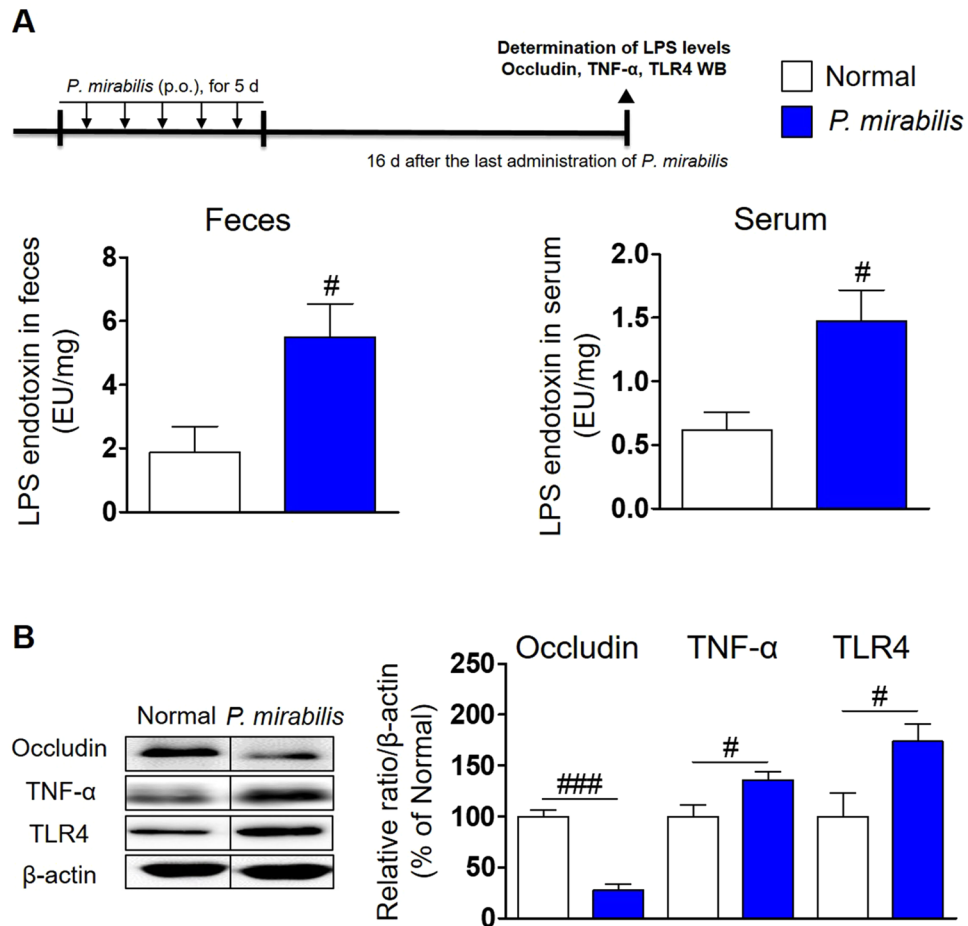 A
Determination of LPS levels
Occludin, TNF-α, TLR4 WB
P. mirabilis (p.o.), for 5 d
16 d after the last administration of P. mirabilis
Normal
P. mirabilis
Feces
LPS endotoxin in feces
(EU/mg)
8
6
4
2
0
#
Serum
LPS endotoxin in serum
(EU/mg)
2.0
1.5
1.0
0.5
0.0
#
B
Normal P. mirabilis
Occludin
TNF-α
TLR4
β-actin
Relative ratio/β-actin
(% of Normal)
250
200
150
100
50
0
Occludin TNF-α TLR4
###
#
#